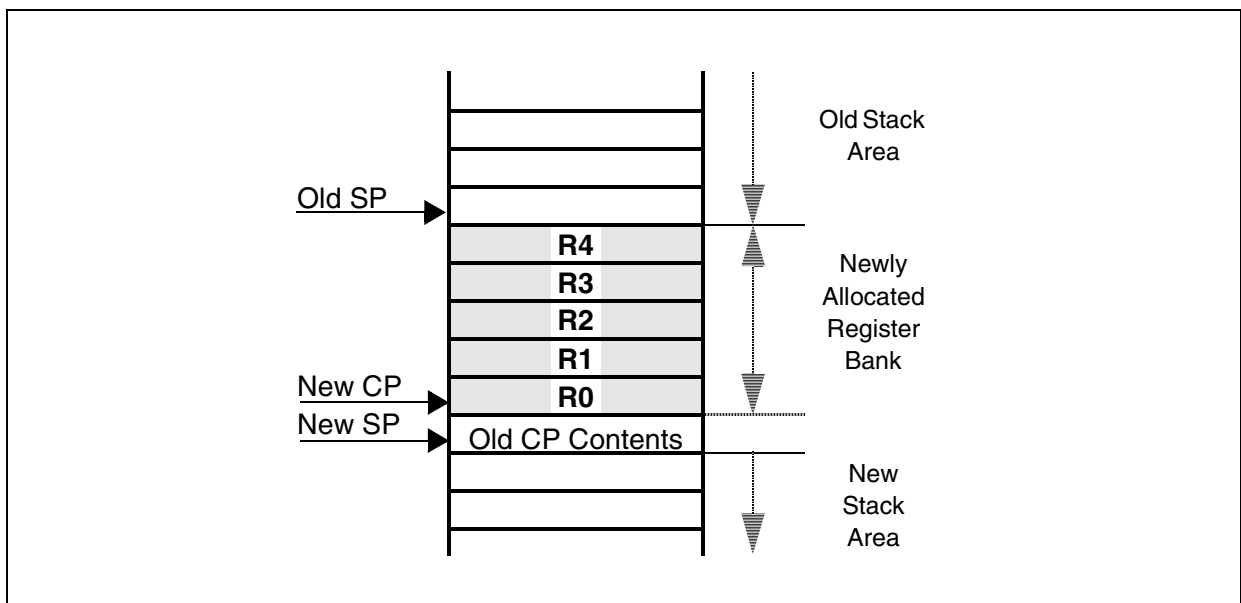 Old Stack
Area
Old SP
R4
R3
R2
R1
R0
Newly
Allocated
Register
Bank
New CP
New SP
Old CP Contents
New
Stack
Area